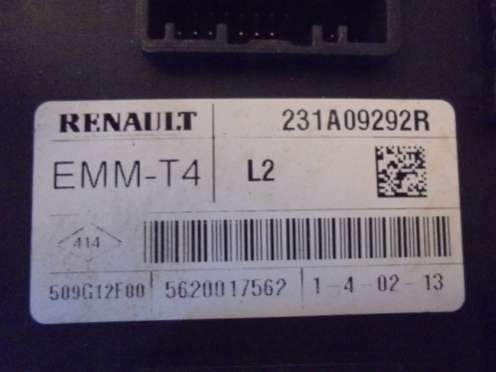 RENAULT 231A09292R
EMM-T4 L2
414
509G12F00 5620017562 1-4-02-13